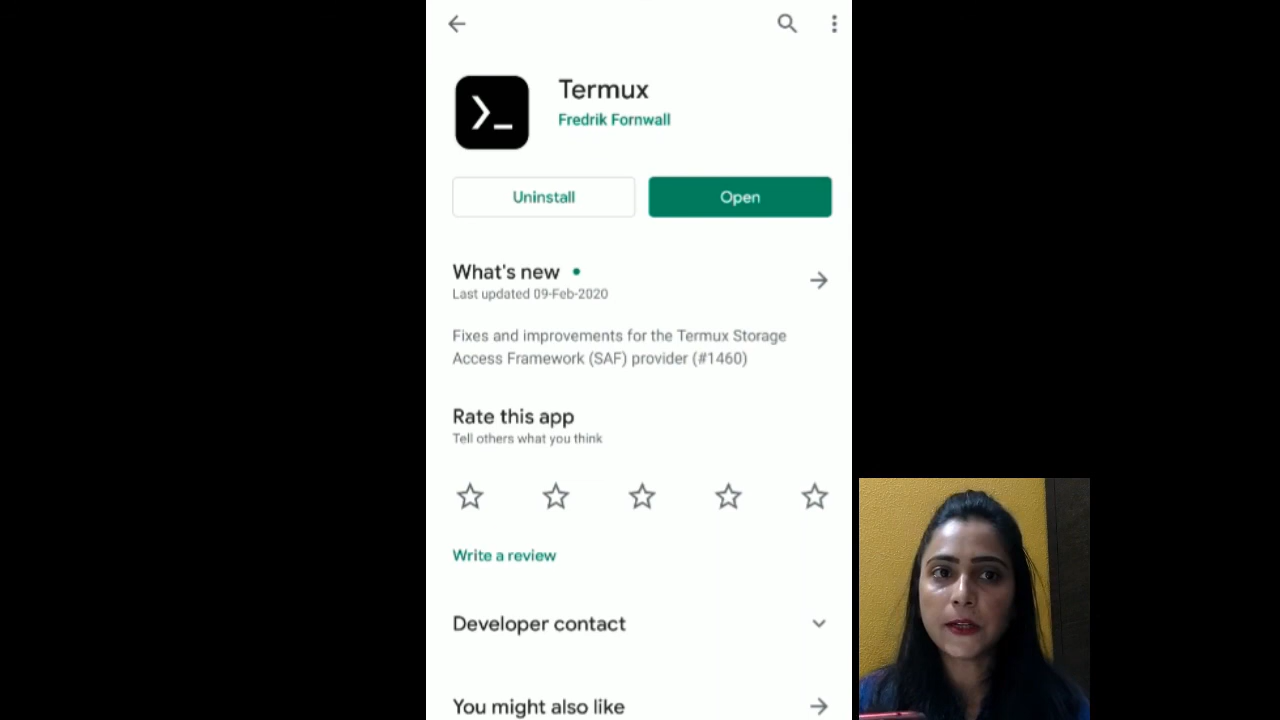 Termux
Fredrik Fornwall
Uninstall
Open
What's new
Last updated 09-Feb-2020
Fixes and improvements for the Termux Storage
Access Framework (SAF) provider (#1460)
Rate this app
Tell others what you think
Write a review
Developer contact
You might also like